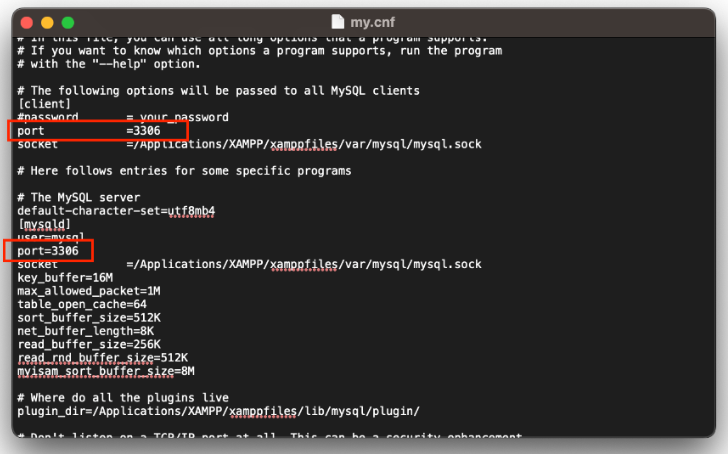 my.cnf
# In this file, you can use all long options that a program supports.
# If you want to know which options a program supports, run the program
# with the "--help" option.
# The following options will be passed to all MySQL clients
[client]
#password = your_password
port =3306
socket =/Applications/XAMPP/xamppfiles/var/mysql/mysql.sock
# Here follows entries for some specific programs
# The MySQL server
default-character-set=utf8mb4
[mysqld]
user=mysql
port=3306
socket =/Applications/XAMPP/xamppfiles/var/mysql/mysql.sock
key_buffer=16M
max_allowed_packet=1M
table_open_cache=64
sort_buffer_size=512K
net_buffer_length=8K
read_buffer_size=256K
read_rnd_buffer_size=512K
myisam_sort_buffer_size=8M
# Where do all the plugins live
plugin_dir=/Applications/XAMPP/xamppfiles/lib/mysql/plugin/
# Don't listen on a TCP/IP port at all. This can be a security enhancement,